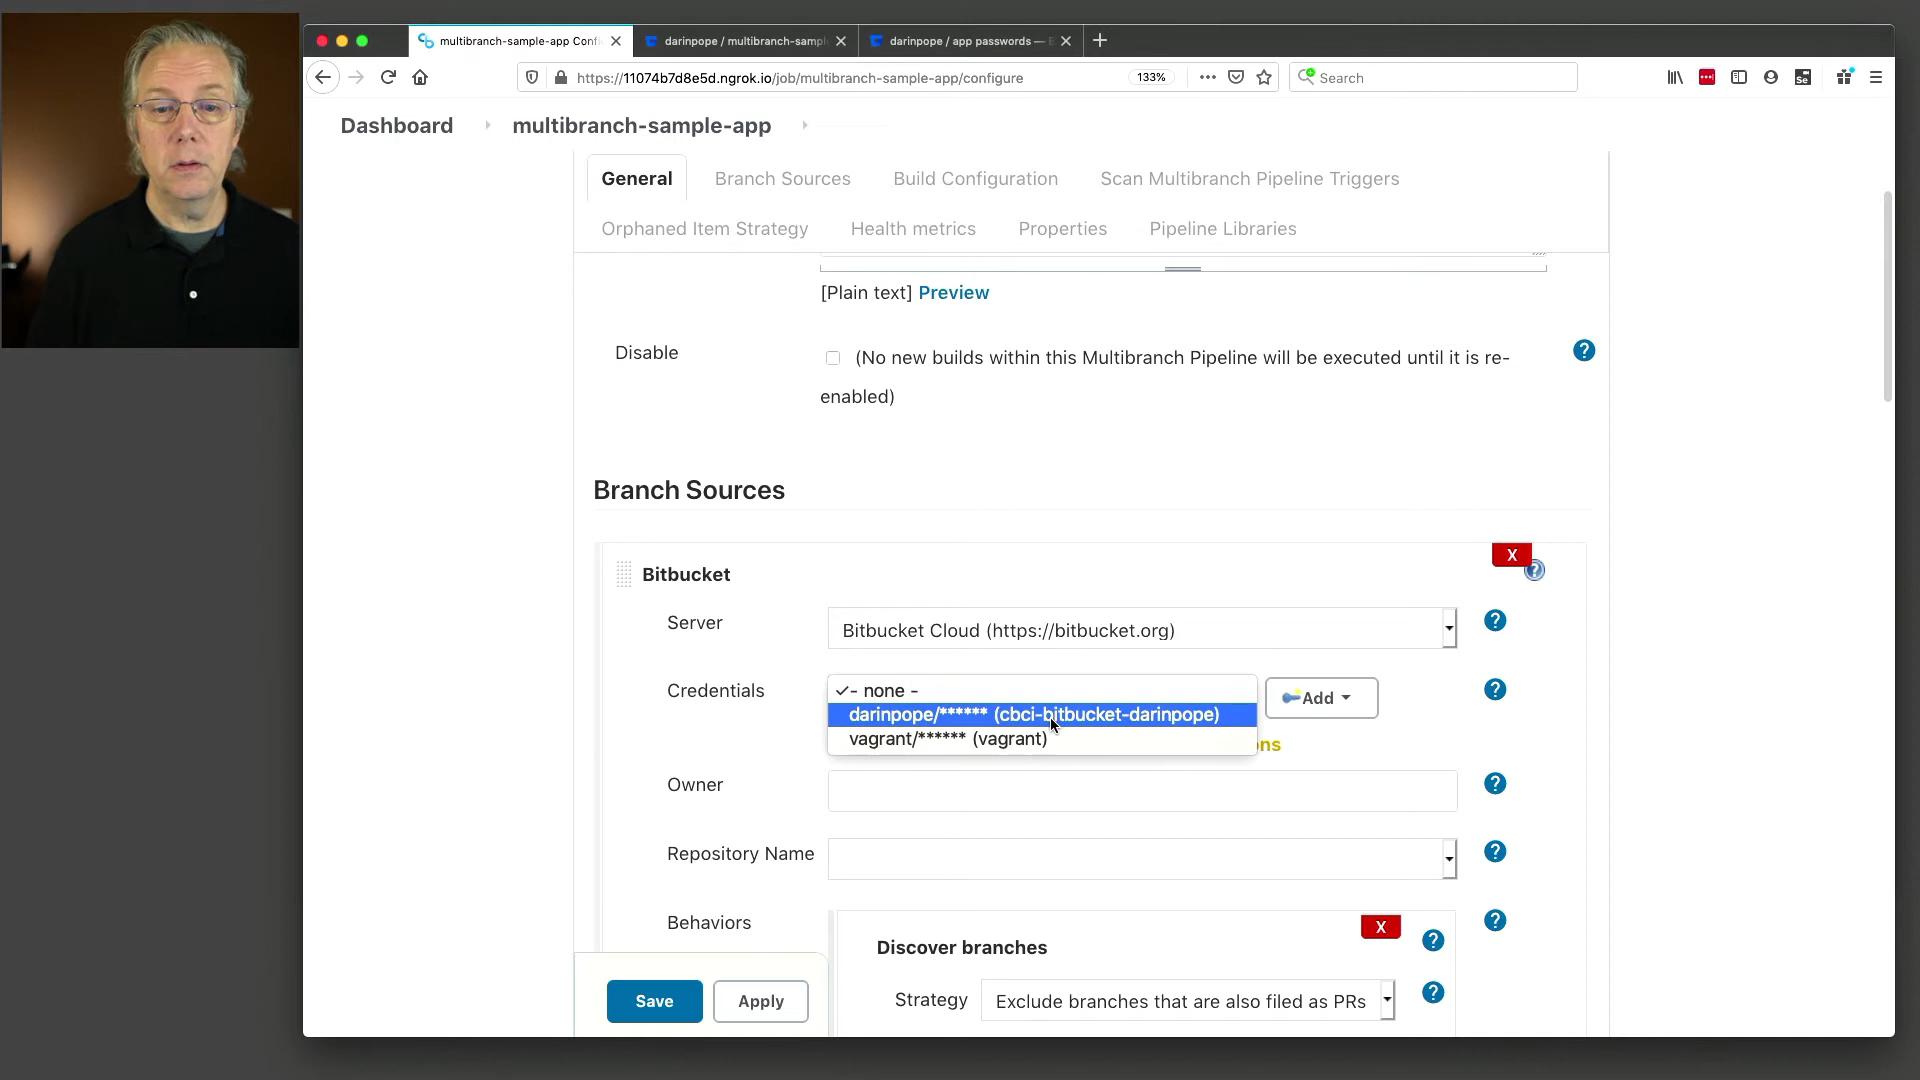 multibranch-sample-app Confi
darinpope / multibranch-sampl
darinpope / app passwords — B
https://11074b7d8e5d.ngrok.io/job/multibranch-sample-app/configure
133%
Search
Dashboard
multibranch-sample-app
General
Branch Sources
Build Configuration
Scan Multibranch Pipeline Triggers
Orphaned Item Strategy
Health metrics
Properties
Pipeline Libraries
[Plain text] Preview
Disable
(No new builds within this Multibranch Pipeline will be executed until it is re-
enabled)
Branch Sources
X
Bitbucket
Server
Bitbucket Cloud (https://bitbucket.org)
Credentials
- none -
darinpope/****** (cbci-bitbucket-darinpope)
vagrant/****** (vagrant)
Add
ns
Owner
Repository Name
Behaviors
X
Discover branches
Strategy
Exclude branches that are also filed as PRs
Save
Apply